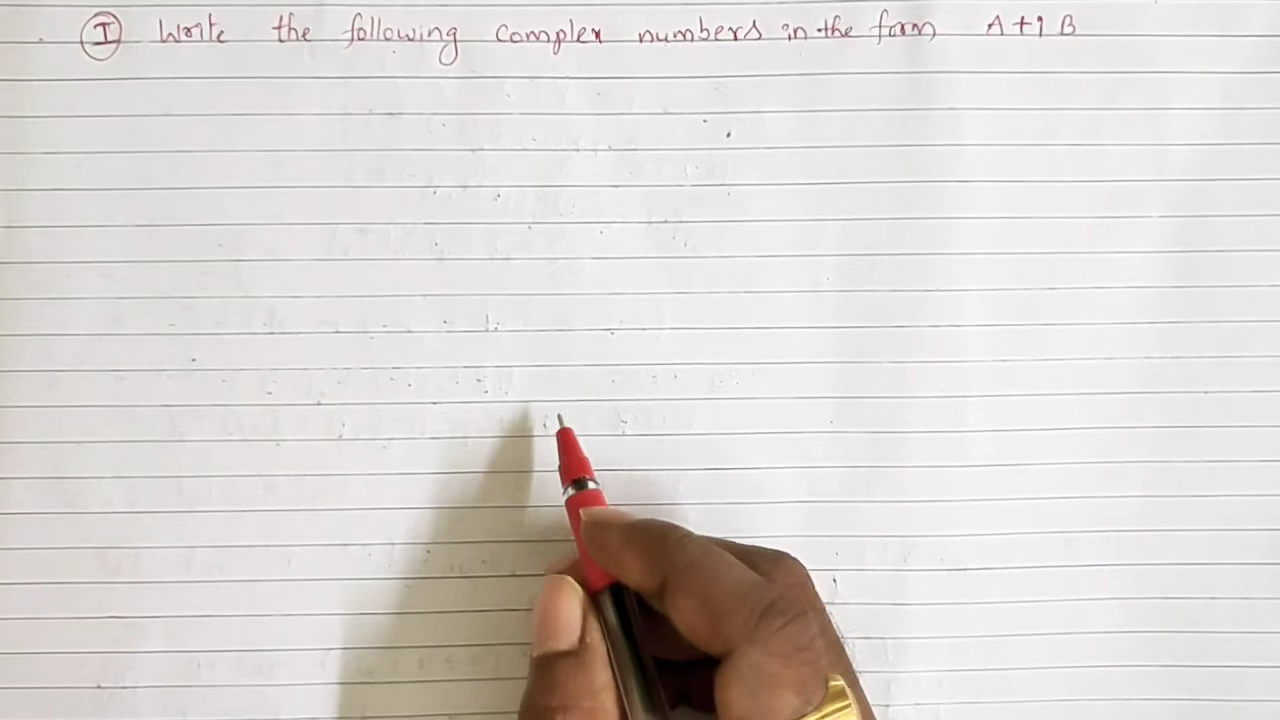 I Write the following complex numbers in the form A+iB